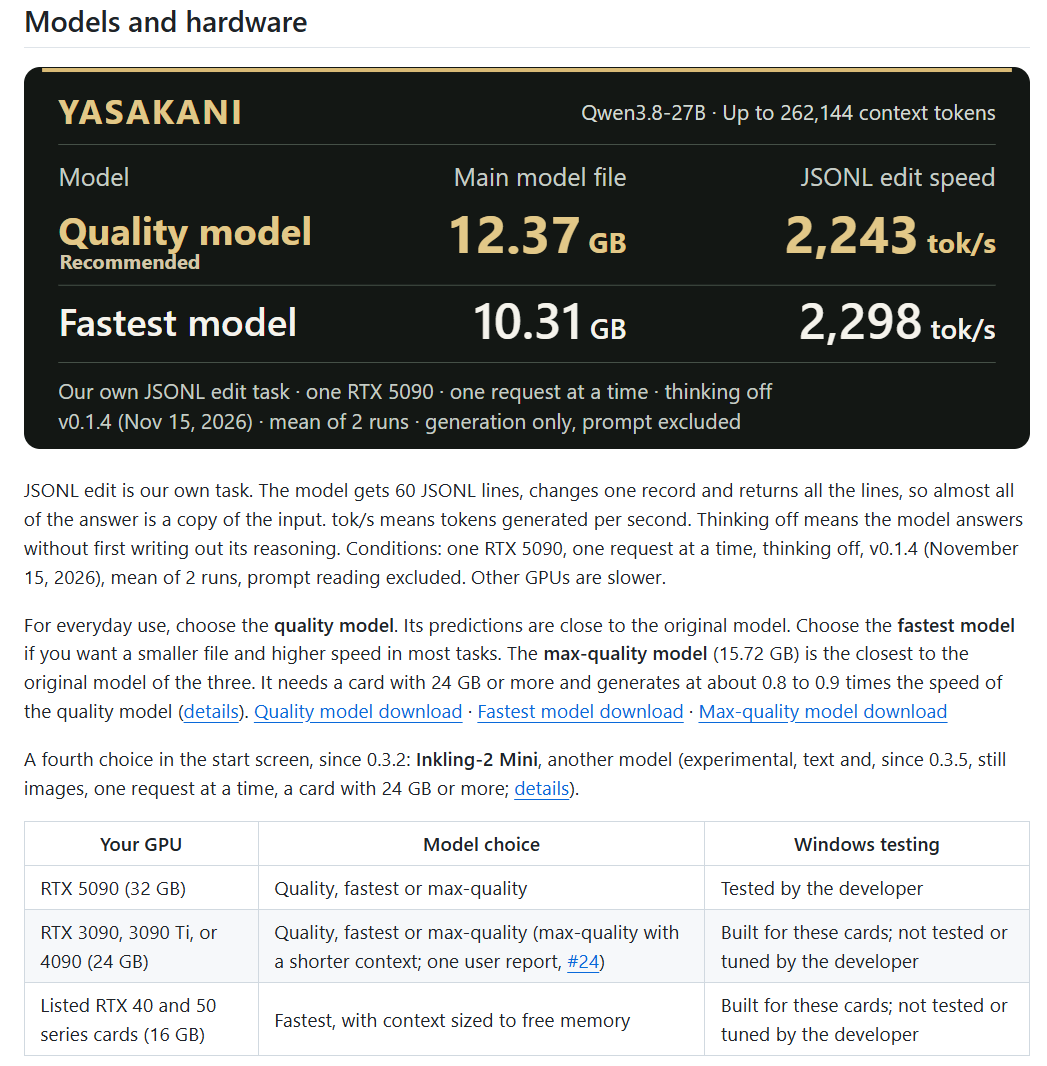 Models and hardware
YASAKANI
Qwen3.8-27B · Up to 262,144 context tokens
Model
Main model file
JSONL edit speed
Quality model
Recommended
12.37 GB
2,243 tok/s
Fastest model
10.31 GB
2,298 tok/s
Our own JSONL edit task · one RTX 5090 · one request at a time · thinking off
v0.1.4 (Nov 15, 2026) · mean of 2 runs · generation only, prompt excluded
JSONL edit is our own task. The model gets 60 JSONL lines, changes one record and returns all the lines, so almost all
of the answer is a copy of the input. tok/s means tokens generated per second. Thinking off means the model answers
without first writing out its reasoning. Conditions: one RTX 5090, one request at a time, thinking off, v0.1.4 (November
15, 2026), mean of 2 runs, prompt reading excluded. Other GPUs are slower.
For everyday use, choose the quality model. Its predictions are close to the original model. Choose the fastest model
if you want a smaller file and higher speed in most tasks. The max-quality model (15.72 GB) is the closest to the
original model of the three. It needs a card with 24 GB or more and generates at about 0.8 to 0.9 times the speed of
the quality model (details). Quality model download · Fastest model download · Max-quality model download
A fourth choice in the start screen, since 0.3.2: Inkling-2 Mini, another model (experimental, text and, since 0.3.5, still
images, one request at a time, a card with 24 GB or more; details).
Your GPU
Model choice
Windows testing
RTX 5090 (32 GB)
Quality, fastest or max-quality
Tested by the developer
RTX 3090, 3090 Ti, or
4090 (24 GB)
Quality, fastest or max-quality (max-quality with
a shorter context; one user report, #24)
Built for these cards; not tested or
tuned by the developer
Listed RTX 40 and 50
series cards (16 GB)
Fastest, with context sized to free memory
Built for these cards; not tested or
tuned by the developer